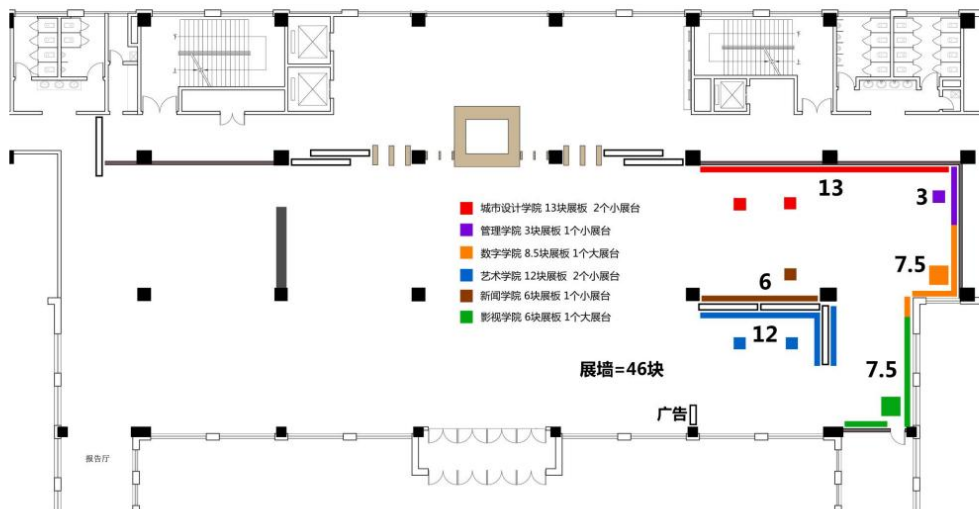 下
上
下
上
13
3
城市设计学院 13块展板 2个小展台
管理学院 3块展板 1个小展台
数字学院 8.5块展板 1个大展台
艺术学院 12块展板 2个小展台
新闻学院 6块展板 1个小展台
影视学院 6块展板 1个大展台
7.5
6
12
展墙=46块
7.5
广告
报告厅